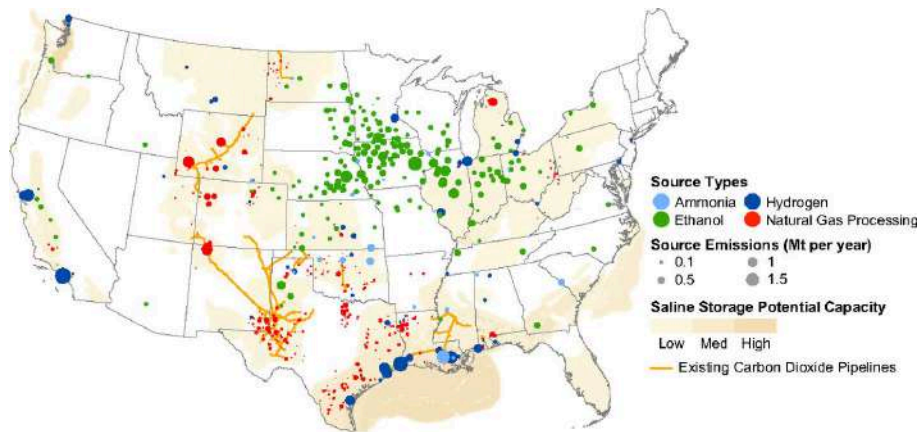 Source Types
Ammonia Hydrogen
Ethanol Natural Gas Processing
Source Emissions (Mt per year)
0.1 1
0.5 1.5
Saline Storage Potential Capacity
Low Med High
Existing Carbon Dioxide Pipelines